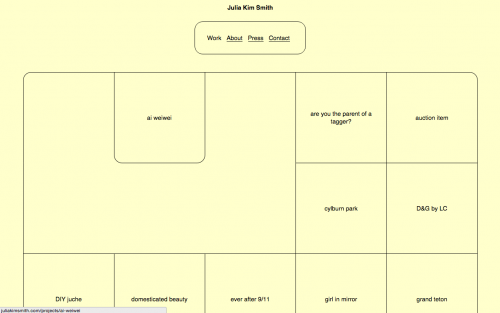 Julia Kim Smith
Work About Press Contact
ai weiwei
are you the parent of a
tagger?
auction item
cylburn park
D&G by LC
DIY juche
domesticated beauty
ever after 9/11
girl in mirror
grand teton
juliakimsmith.com/projects/ai-weiwei